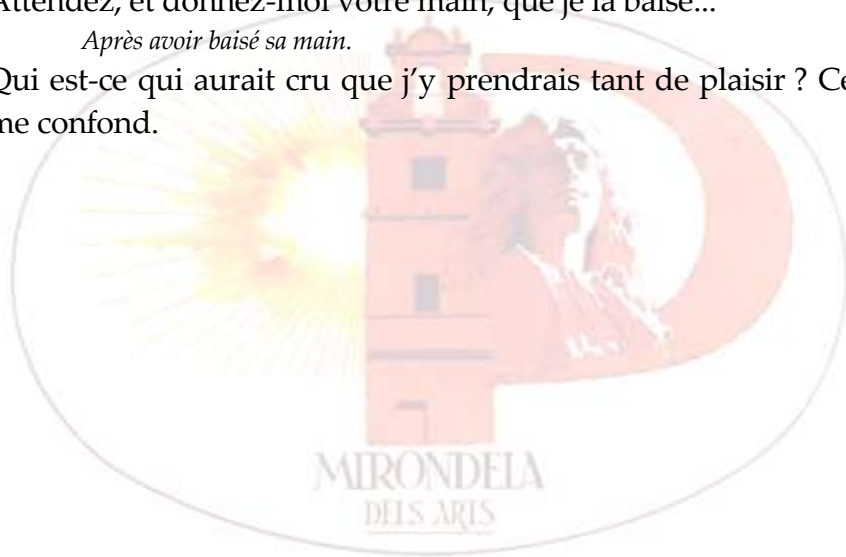 Attendez, et donnez-moi votre main, que je la baise...
Après avoir baisé sa main.
Qui est-ce qui aurait cru que j'y prendrais tant de plaisir ? Ce
me confond.
MIRONDELA
DELS ARTS